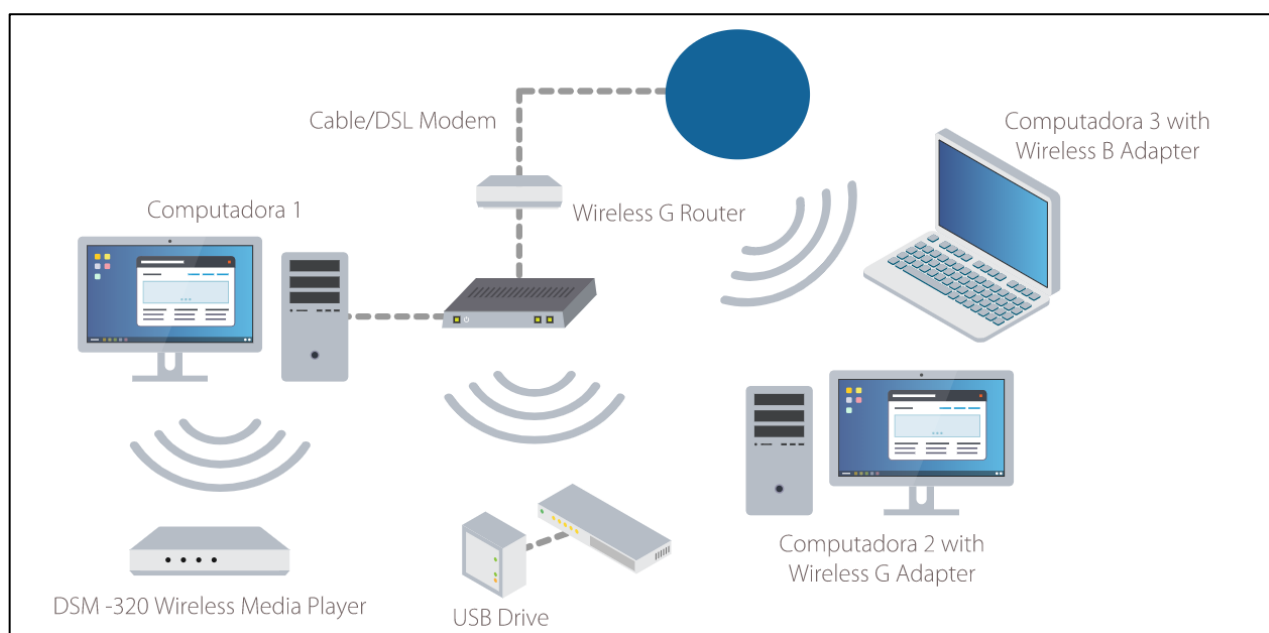 Cable/DSL Modem
Computadora 3 with
Wireless B Adapter
Computadora 1
Wireless G Router
Computadora 2 with
Wireless G Adapter
DSM -320 Wireless Media Player
USB Drive